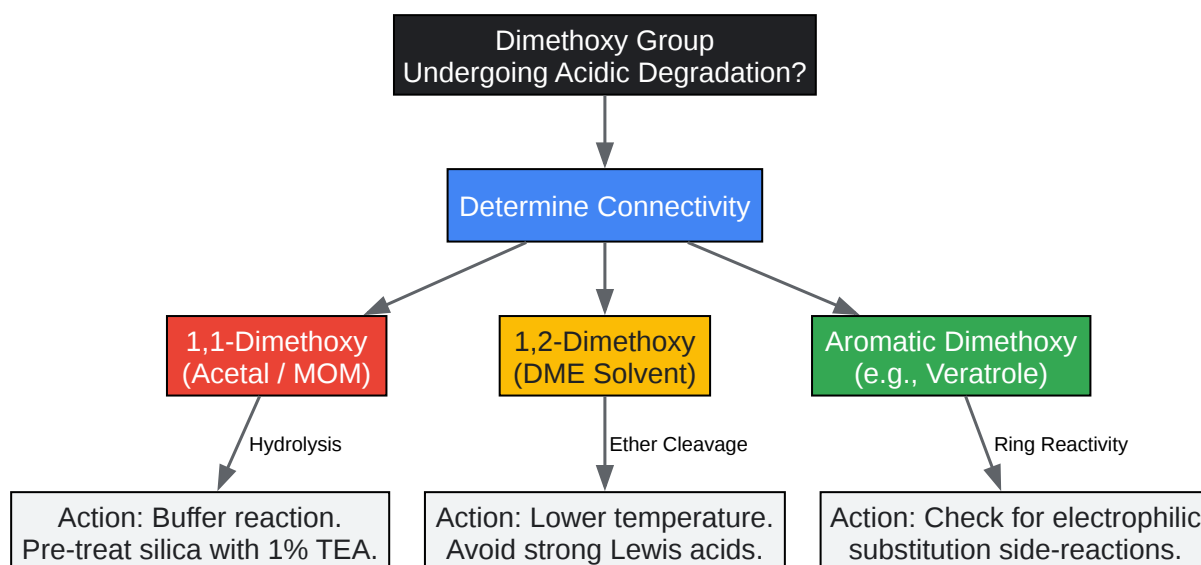 Dimethoxy Group
Undergoing Acidic Degradation?
Determine Connectivity
1,1-Dimethoxy
(Acetal / MOM)
1,2-Dimethoxy
(DME Solvent)
Aromatic Dimethoxy
(e.g., Veratrole)
Hydrolysis
Ether Cleavage
Ring Reactivity
Action: Buffer reaction.
Pre-treat silica with 1% TEA.
Action: Lower temperature.
Avoid strong Lewis acids.
Action: Check for electrophilic
substitution side-reactions.